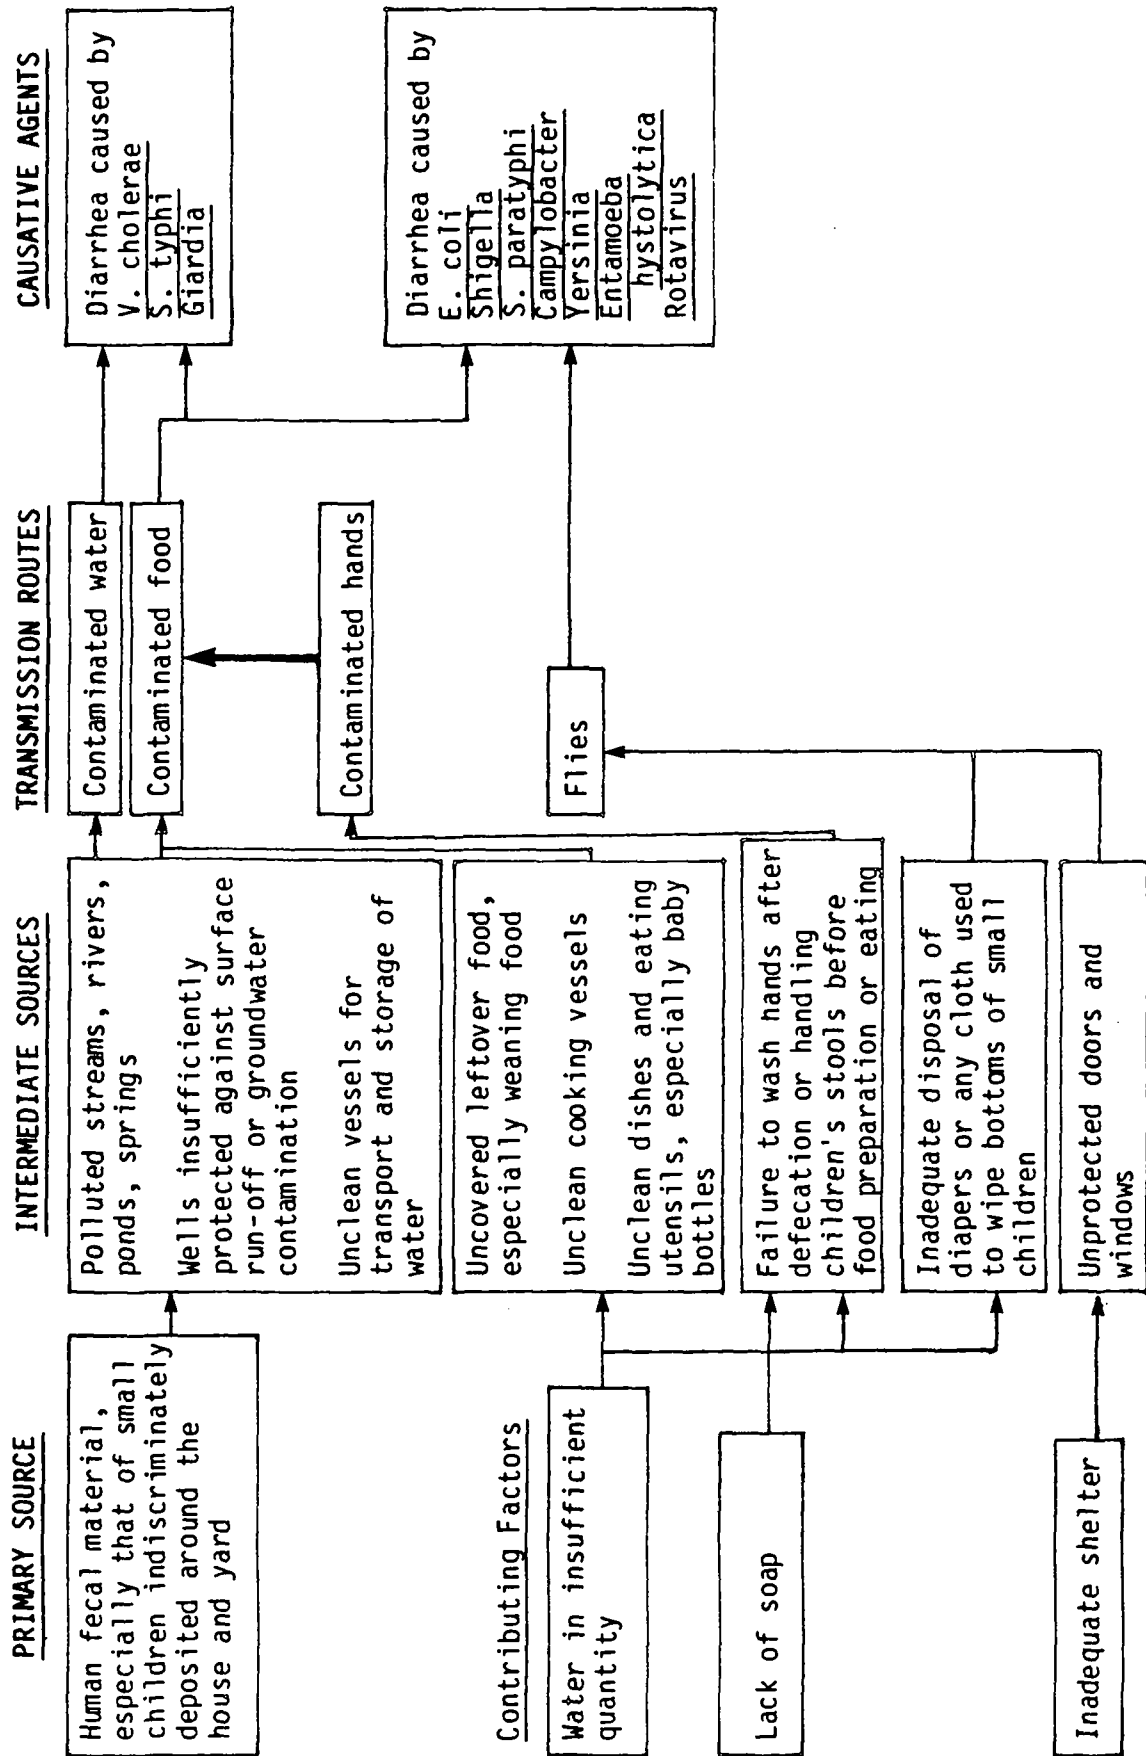 PRIMARY SOURCE
Human fecal material,
especially that of small
children indiscriminately
deposited around the
house and yard
Contributing Factors
Water in insufficient
quantity
Lack of soap
Inadequate shelter
INTERMEDIATE SOURCES
Polluted streams, rivers,
ponds, springs
Wells insufficiently
protected against surface
run-off or groundwater
contamination
Unclean vessels for
transport and storage of
water
Uncovered leftover food,
especially weaning food
Unclean cooking vessels
Unclean dishes and eating
utensils, especially baby
bottles
Failure to wash hands after
defecation or handling
children's stools before
food preparation or eating
Inadequate disposal of
diapers or any cloth used
to wipe bottoms of small
children
Unprotected doors and
windows
TRANSMISSION ROUTES
Contaminated water
Contaminated food
Contaminated hands
Flies
CAUSATIVE AGENTS
Diarrhea caused by
V. cholerae
S. typhi
Giardia
Diarrhea caused by
E. coli
Shigella
S. paratyphi
Campylobacter
Yersinia
Entamoeba
hystolytica
Rotavirus